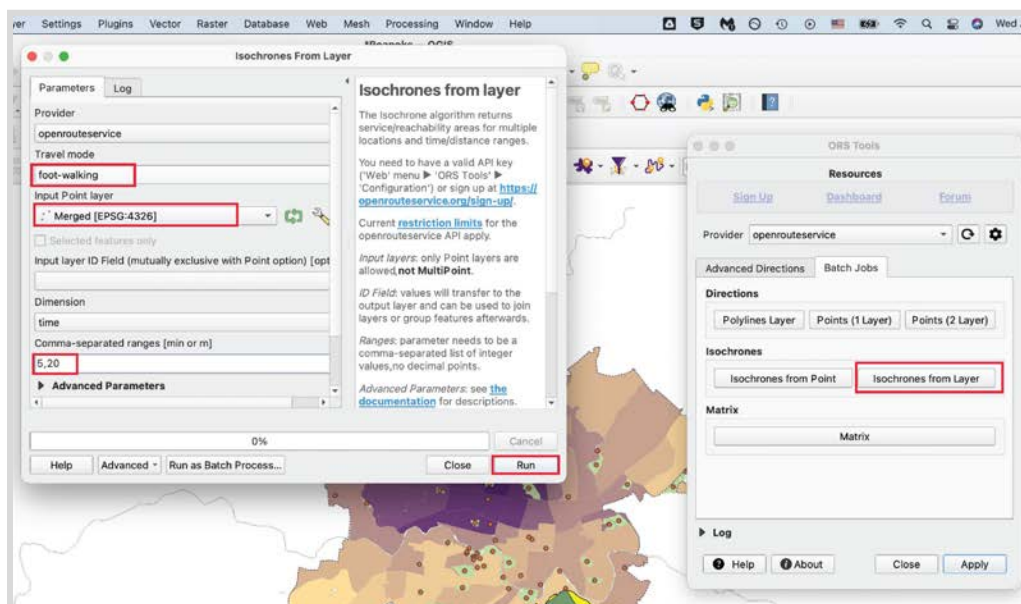 ver Settings Plugins Vector Raster Database Web Mesh Processing Window Help
Wed
*Roanoke — QGIS
Isochrones From Layer
Parameters Log
Provider
openrouteservice
Travel mode
foot-walking
Input Point layer
Merged [EPSG:4326]
Selected features only
Input layer ID Field (mutually exclusive with Point option) [opt
Dimension
time
Comma-separated ranges [min or m]
5,20
Advanced Parameters
Isochrones from layer
The Isochrone algorithm returns
service/reachability areas for multiple
locations and time/distance ranges.
You need to have a valid API key
('Web' menu ▶ 'ORS Tools' ▶
'Configuration') or sign up at https://
openrouteservice.org/sign-up/.
Current restriction limits for the
openrouteservice API apply.
Input layers: only Point layers are
allowed,not MultiPoint.
ID Field: values will transfer to the
output layer and can be used to join
layers or group features afterwards.
Ranges: parameter needs to be a
comma-separated list of integer
values,no decimal points.
Advanced Parameters: see the
documentation for descriptions.
0%
Cancel
Help Advanced Run as Batch Process... Close Run
ORS Tools
Resources
Sign Up Dashboard Forum
Provider openrouteservice
Advanced Directions Batch Jobs
Directions
Polylines Layer Points (1 Layer) Points (2 Layer)
Isochrones
Isochrones from Point Isochrones from Layer
Matrix
Matrix
Log
Help About Close Apply